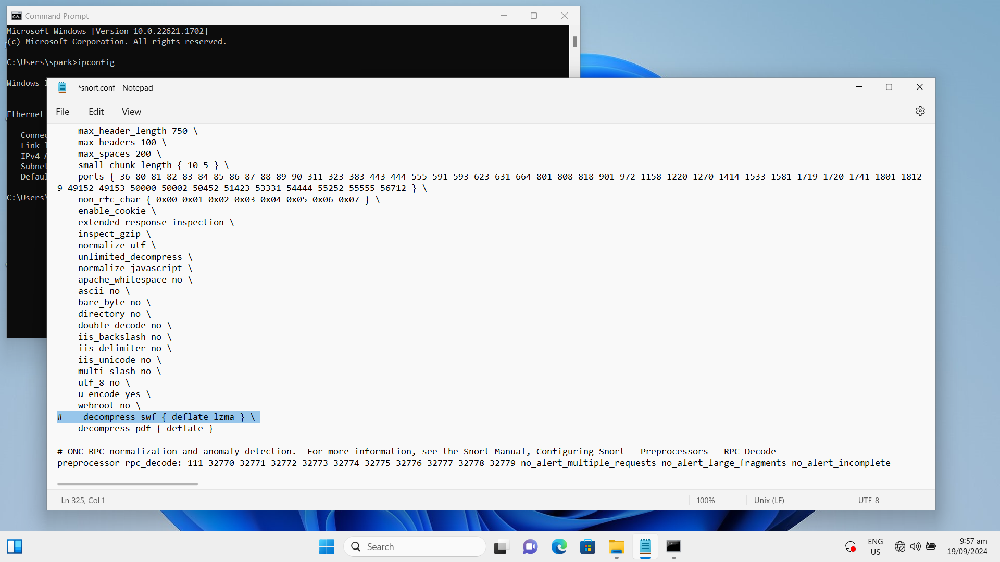 Command Prompt
Microsoft Windows [Version 10.0.22621.1702]
(c) Microsoft Corporation. All rights reserved.
C:\Users\spark>ipconfig
Windows
Ethernet
Link-
IPv4
Subnet
C:\Users\
*snort.conf - Notepad
File Edit View
max_header_length 750 \
max_headers 100 \
max_spaces 200 \
small_chunk_length { 10 5 } \
ports { 36 80 81 82 83 84 85 86 87 88 89 90 311 323 383 443 444 555 591 593 623 631 664 801 808 818 901 972 1158 1220 1270 1414 1533 1581 1719 1720 1741 1801 1812
9 49152 49153 50000 50002 50452 51423 53331 54444 55252 55555 56712 } \
non_rfc_char { 0x00 0x01 0x02 0x03 0x04 0x05 0x06 0x07 } \
enable_cookie \
extended_response_inspection \
inspect_gzip \
normalize_utf \
unlimited_decompress \
normalize_javascript \
apache_whitespace no \
ascii no \
bare_byte no \
directory no \
double_decode no \
iis_backslash no \
iis_delimiter no \
iis_unicode no \
multi_slash no \
utf_8 no \
u_encode yes \
webroot no \
#    decompress_swf { deflate lzma } \
decompress_pdf { deflate }
# ONC-RPC normalization and anomaly detection.  For more information, see the Snort Manual, Configuring Snort - Preprocessors - RPC Decode
preprocessor rpc_decode: 111 32770 32771 32772 32773 32774 32775 32776 32777 32778 32779 no_alert_multiple_requests no_alert_large_fragments no_alert_incomplete
Ln 325, Col 1
100%
Unix (LF)
UTF-8
Search
ENG
US
9:57 am
19/09/2024